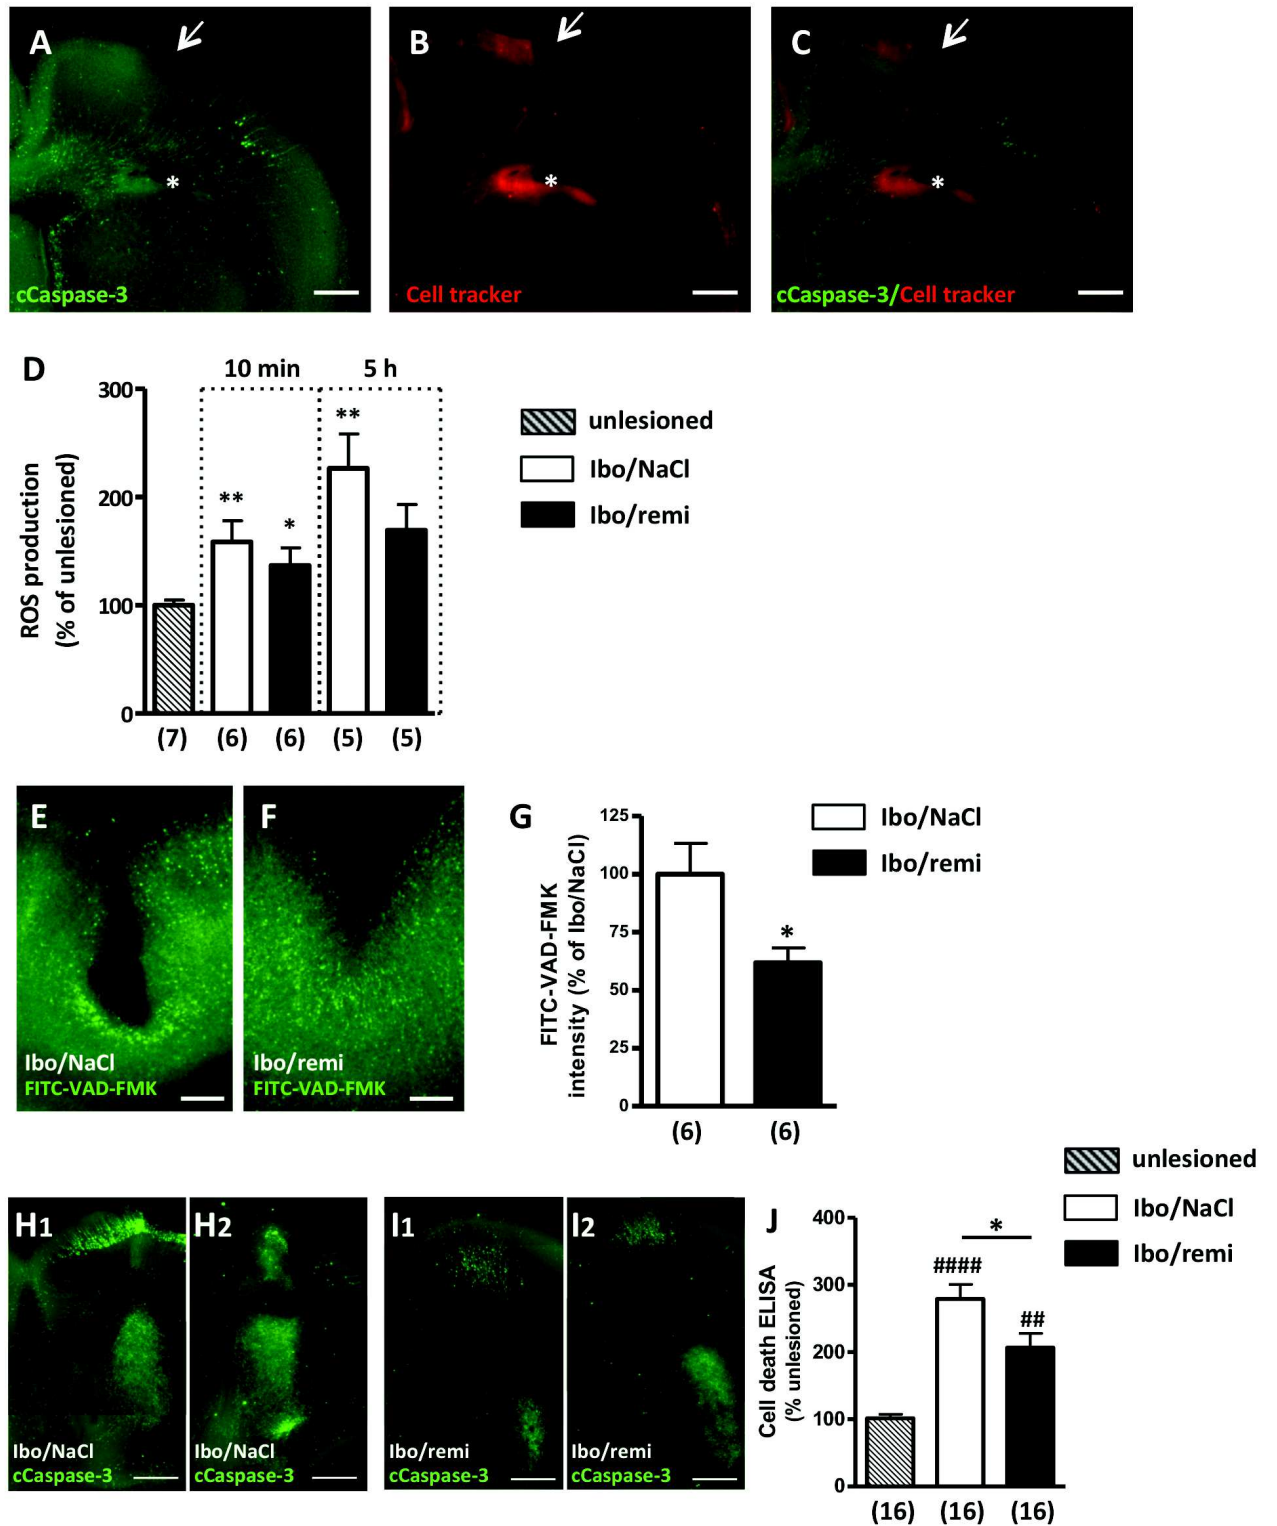 A
*
cCaspase-3
B
*
Cell tracker
C
*
cCaspase-3/Cell tracker
D
10 min
5 h
ROS production
(% of unlesioned)
300
200
100
0
**
*
**
(7)
(6)
(6)
(5)
(5)
unlesioned
Ibo/NaCl
Ibo/remi
E
Ibo/NaCl
FITC-VAD-FMK
F
Ibo/remi
FITC-VAD-FMK
G
FITC-VAD-FMK
intensity (% of Ibo/NaCl)
125
100
75
50
25
0
*
(6)
(6)
Ibo/NaCl
Ibo/remi
H1
Ibo/NaCl
cCaspase-3
H2
Ibo/NaCl
cCaspase-3
I1
Ibo/remi
cCaspase-3
I2
Ibo/remi
cCaspase-3
J
Cell death ELISA
(% unlesioned)
400
300
200
100
0
*
####
##
(16)
(16)
(16)
unlesioned
Ibo/NaCl
Ibo/remi